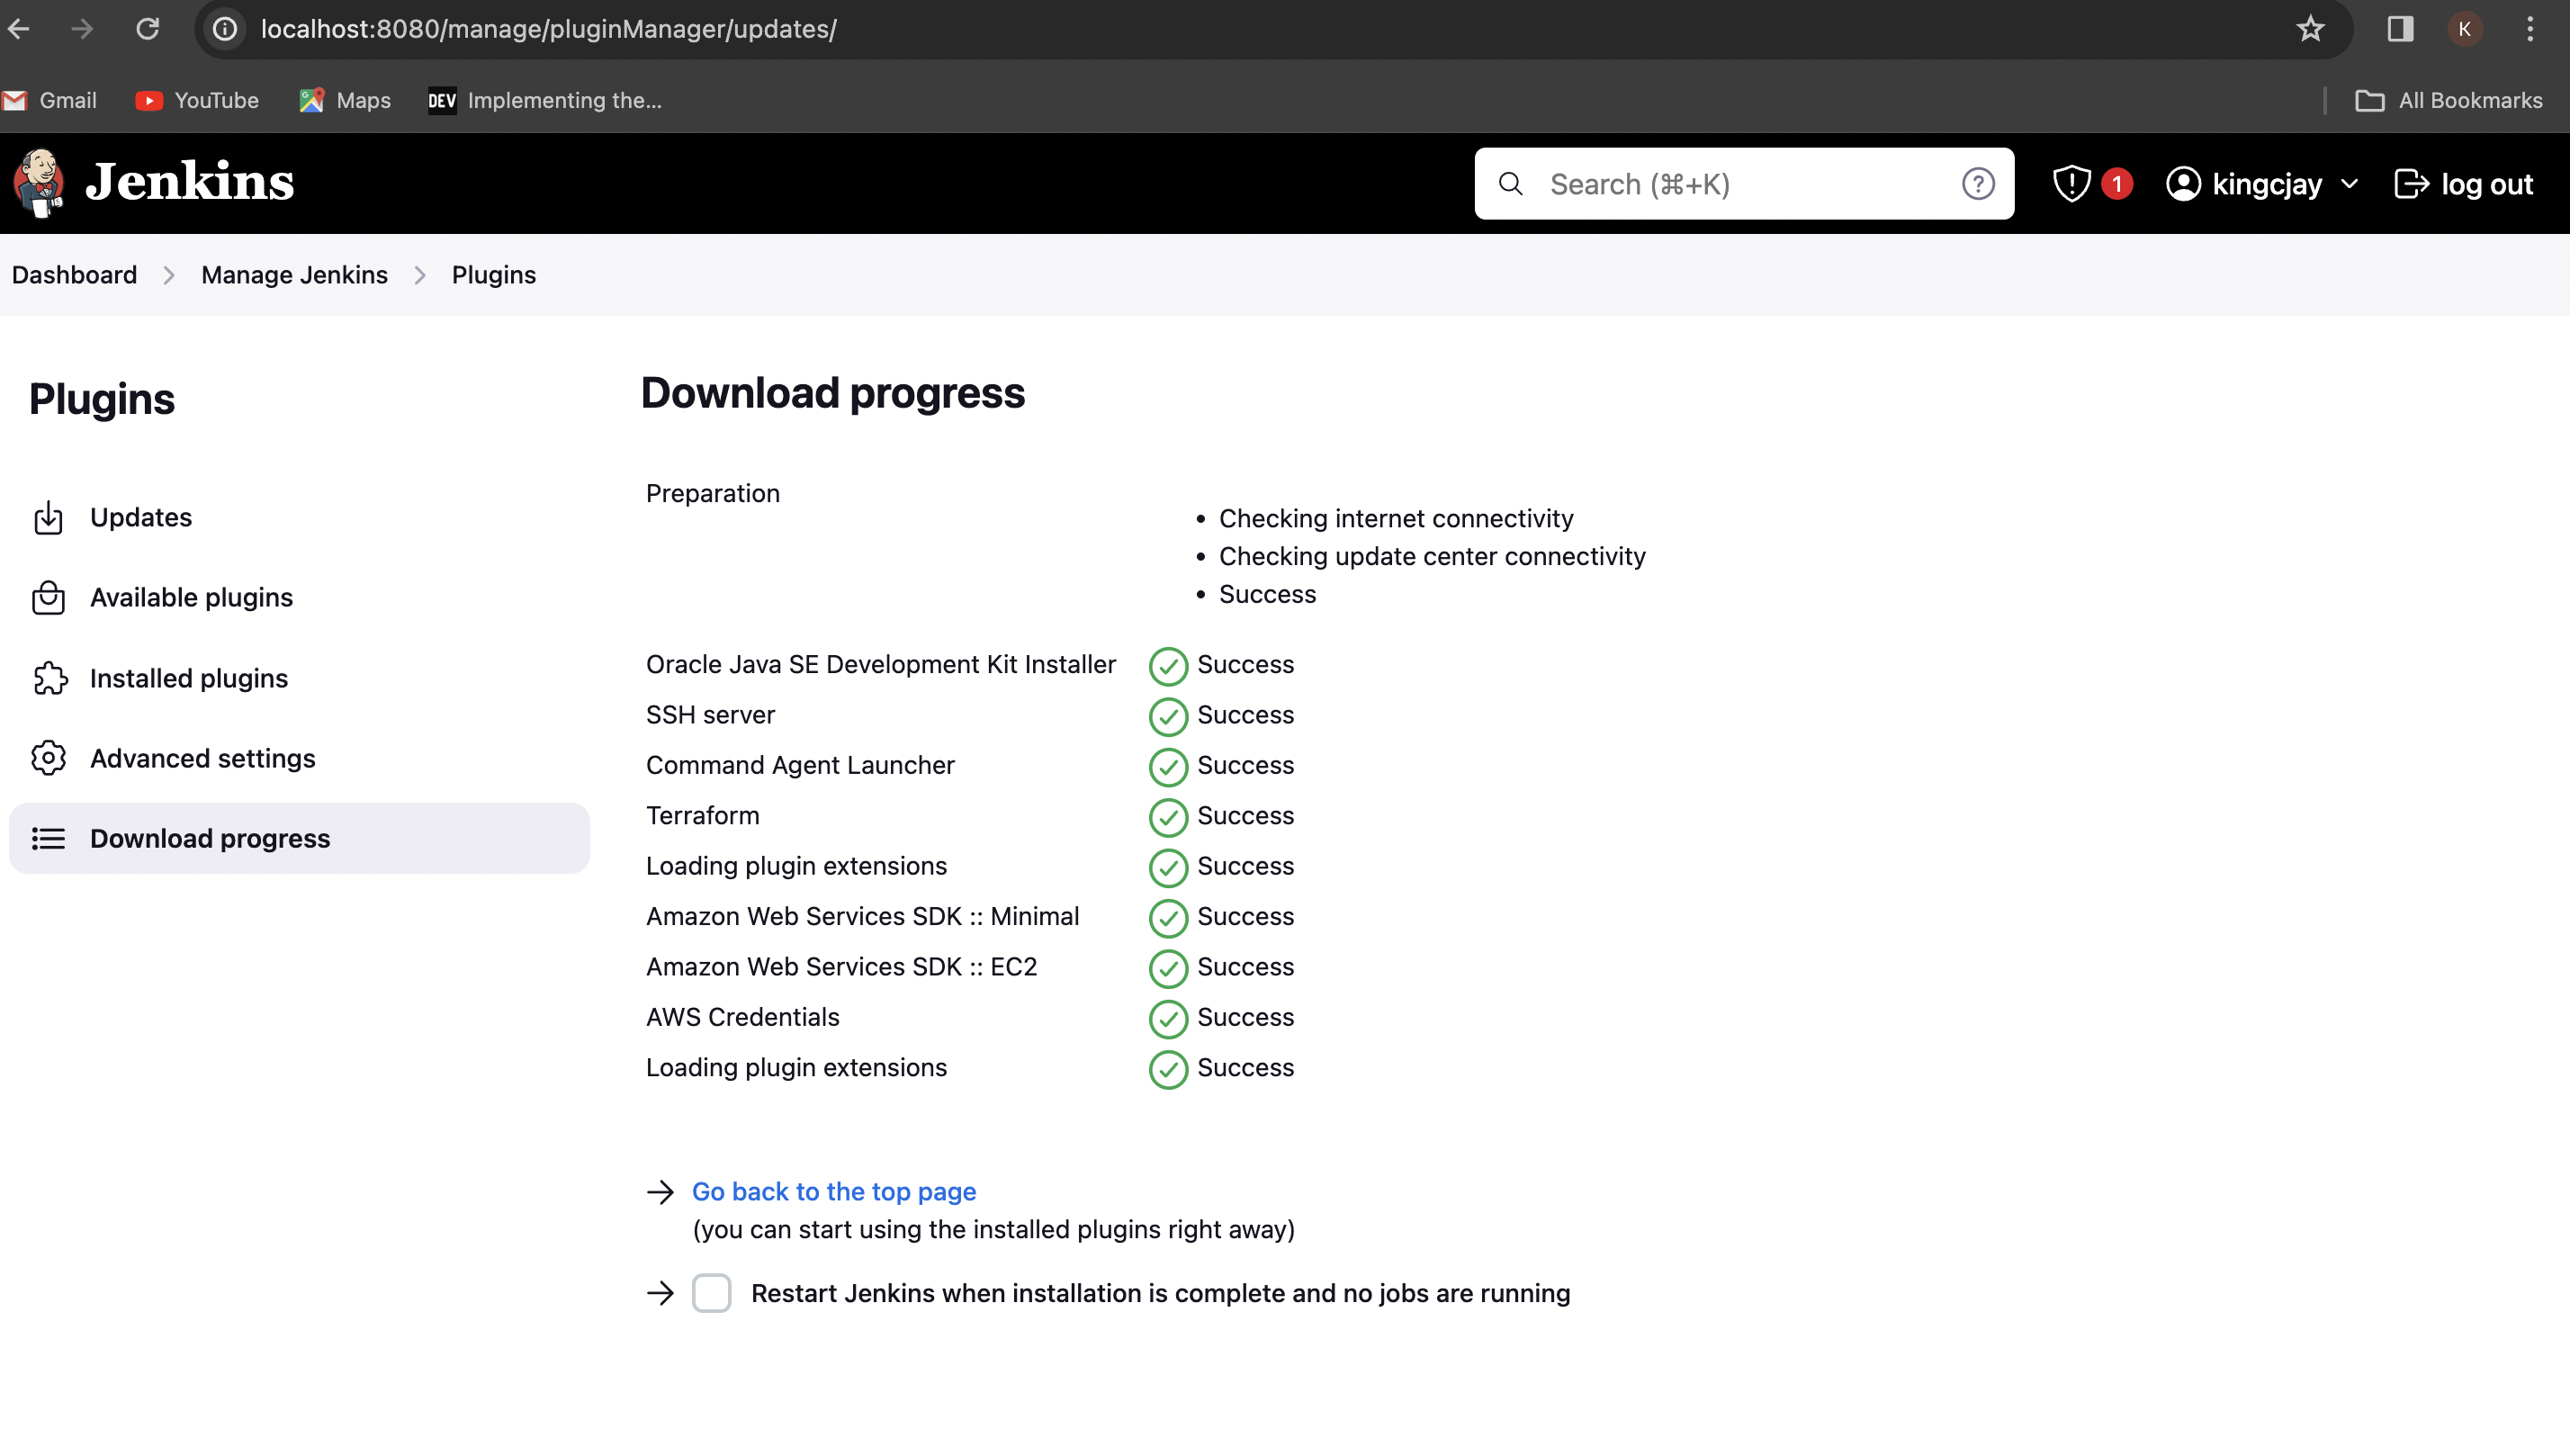 localhost:8080/manage/pluginManager/updates/
K
Gmail
YouTube
Maps
DEV
Implementing the...
All Bookmarks
Jenkins
Search (⌘+K)
1
kingcjay
log out
Dashboard
Manage Jenkins
Plugins
Plugins
Updates
Available plugins
Installed plugins
Advanced settings
Download progress
Download progress
Preparation
• Checking internet connectivity
• Checking update center connectivity
• Success
Oracle Java SE Development Kit Installer Success
SSH server Success
Command Agent Launcher Success
Terraform Success
Loading plugin extensions Success
Amazon Web Services SDK :: Minimal Success
Amazon Web Services SDK :: EC2 Success
AWS Credentials Success
Loading plugin extensions Success
→ Go back to the top page
(you can start using the installed plugins right away)
→ Restart Jenkins when installation is complete and no jobs are running